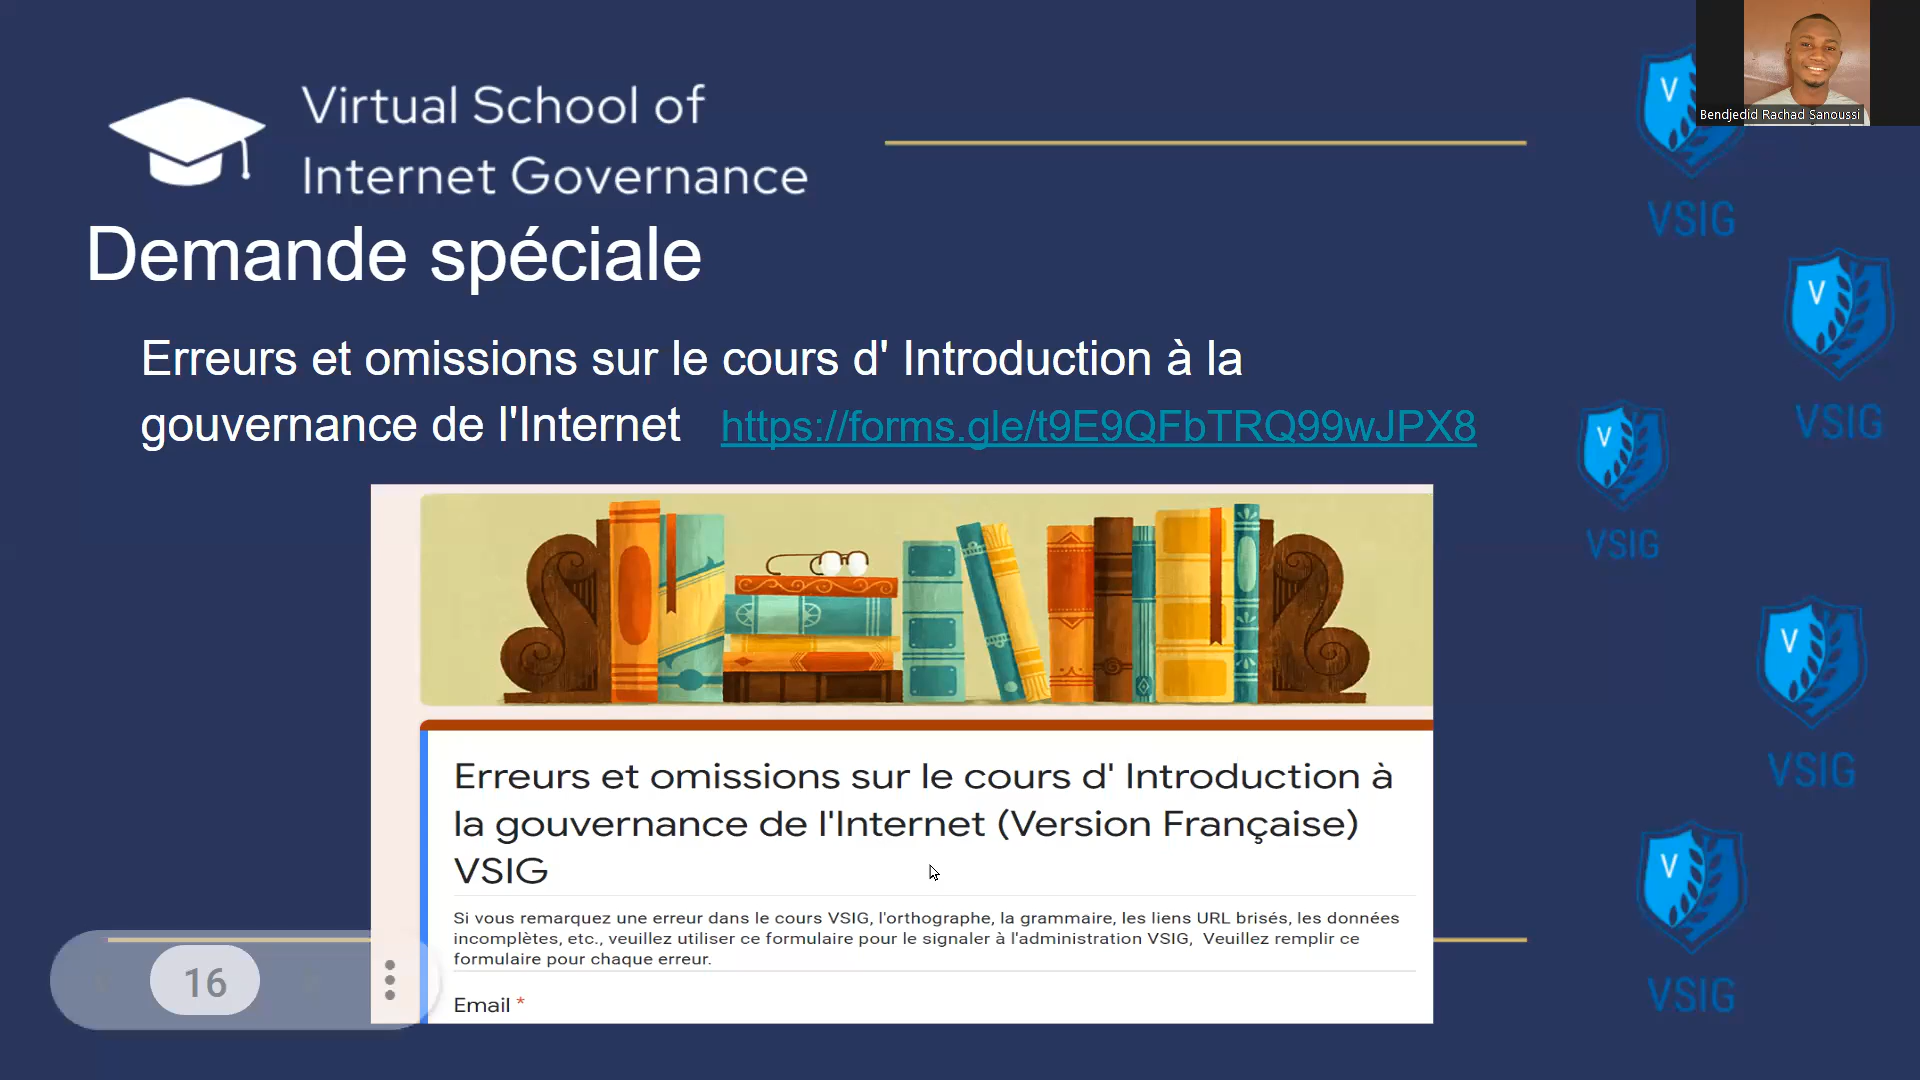 Virtual School of
Internet Governance
Bendjedid Rachad Sanoussi
Demande spéciale
Erreurs et omissions sur le cours d' Introduction à la
gouvernance de l'Internet https://forms.gle/t9E9QFbTRQ99wJPX8
Erreurs et omissions sur le cours d' Introduction à
la gouvernance de l'Internet (Version Française)
VSIG
Si vous remarquez une erreur dans le cours VSIG, l'orthographe, la grammaire, les liens URL brisés, les données
incomplètes, etc., veuillez utiliser ce formulaire pour le signaler à l'administration VSIG, Veuillez remplir ce
formulaire pour chaque erreur.
Email *
16
V
VSIG
V
VSIG
V
VSIG
V
VSIG
V
VSIG